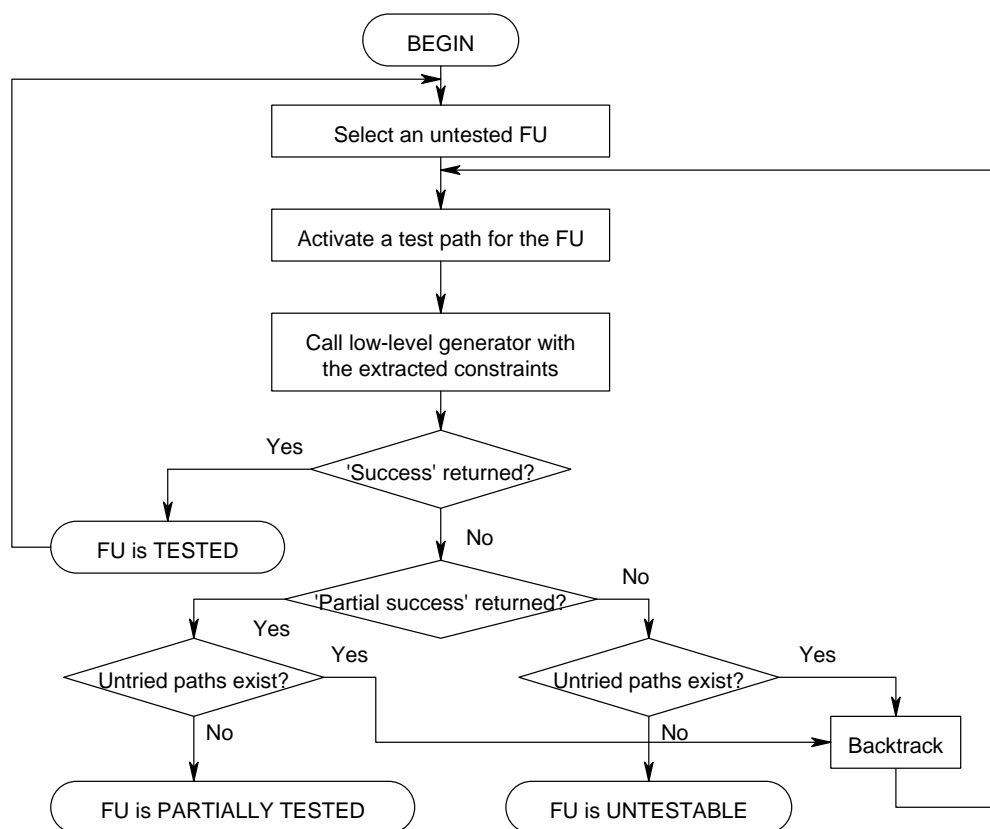 BEGIN
Select an untested FU
Activate a test path for the FU
Call low-level generator with
the extracted constraints
Yes
'Success' returned?
FU is TESTED
No
'Partial success' returned?
No
Yes
Untried paths exist?
Yes
No
Untried paths exist?
Yes
No
Backtrack
FU is PARTIALLY TESTED
FU is UNTESTABLE